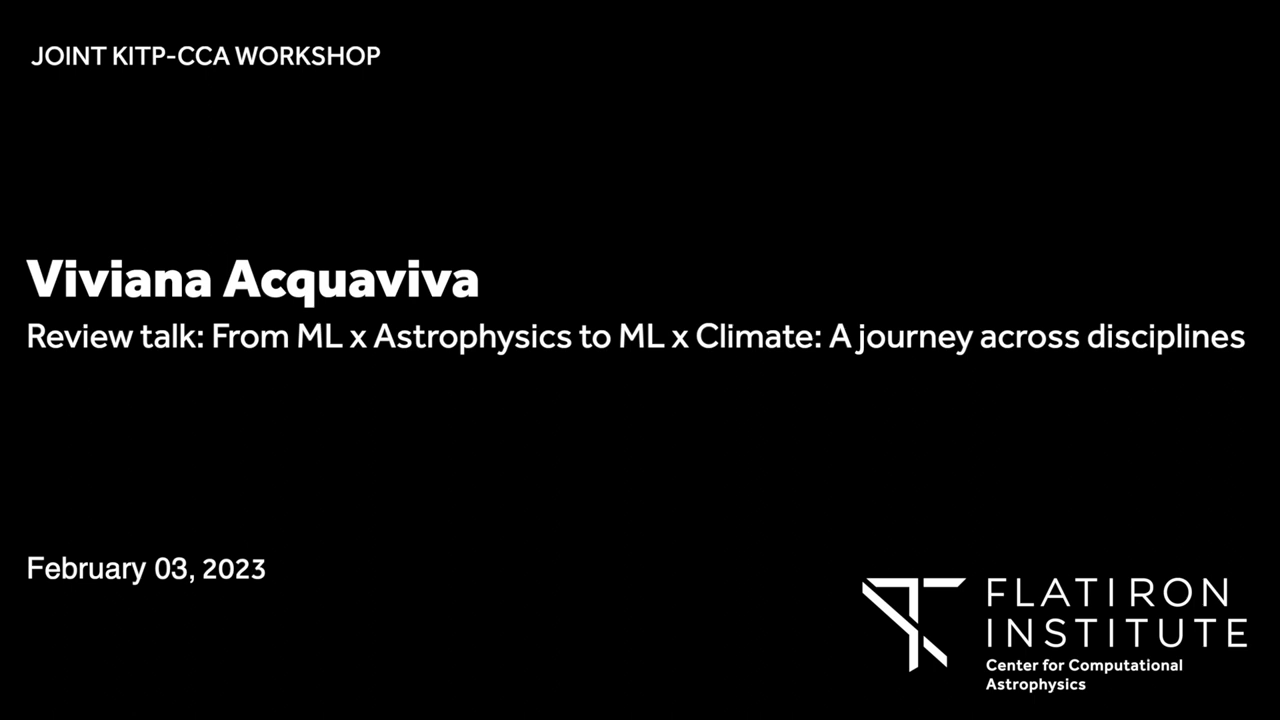 JOINT KITP-CCA WORKSHOP
Viviana Acquaviva
Review talk: From ML x Astrophysics to ML x Climate: A journey across disciplines
February 03, 2023
FLATIRON
INSTITUTE
Center for Computational
Astrophysics